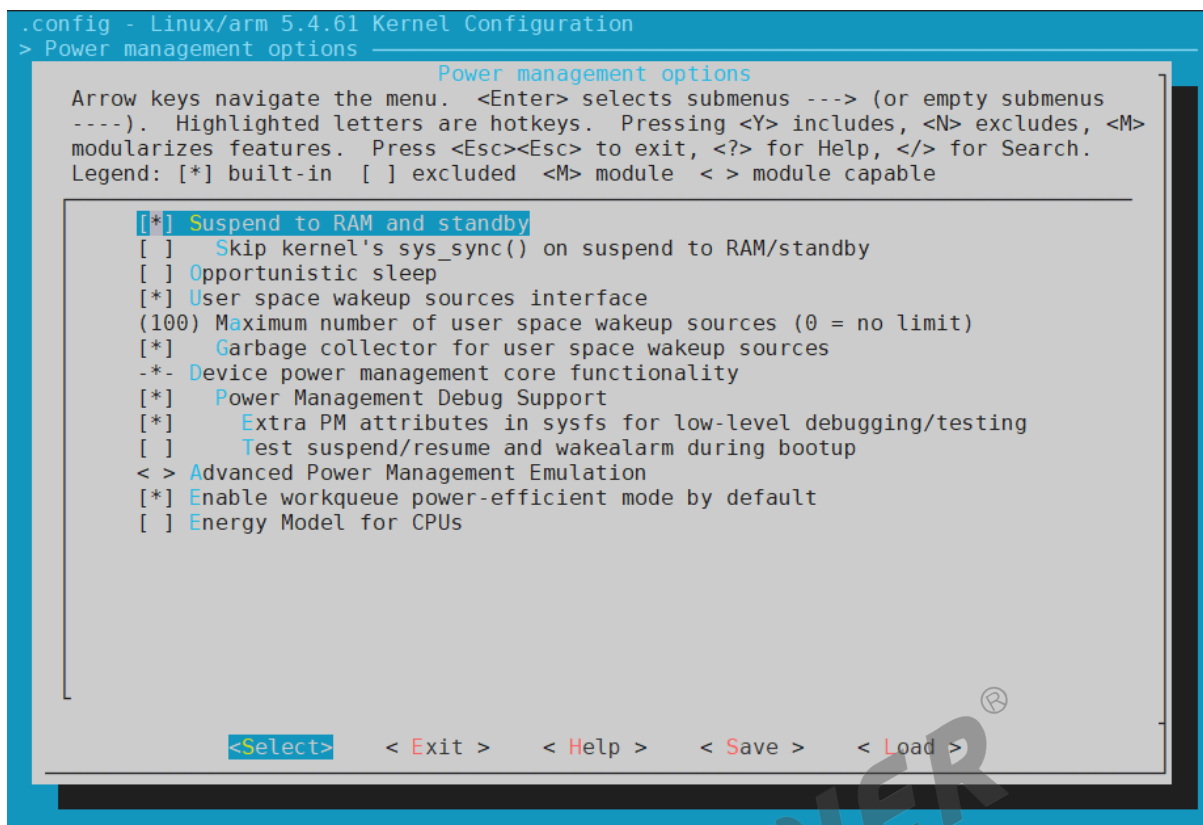 .config - Linux/arm 5.4.61 Kernel Configuration
> Power management options
Power management options
Arrow keys navigate the menu.  <Enter> selects submenus ---> (or empty submenus
----).  Highlighted letters are hotkeys.  Pressing <Y> includes, <N> excludes, <M>
modularizes features.  Press <Esc><Esc> to exit, <?> for Help, </> for Search.
Legend: [*] built-in  [ ] excluded  <M> module  < > module capable
[*] Suspend to RAM and standby
[ ]   Skip kernel's sys_sync() on suspend to RAM/standby
[ ] Opportunistic sleep
[*] User space wakeup sources interface
(100) Maximum number of user space wakeup sources (0 = no limit)
[*]   Garbage collector for user space wakeup sources
-*- Device power management core functionality
[*]   Power Management Debug Support
[*]     Extra PM attributes in sysfs for low-level debugging/testing
[ ]     Test suspend/resume and wakealarm during bootup
< > Advanced Power Management Emulation
[*] Enable workqueue power-efficient mode by default
[ ] Energy Model for CPUs
<Select>    < Exit >    < Help >    < Save >    < Load >